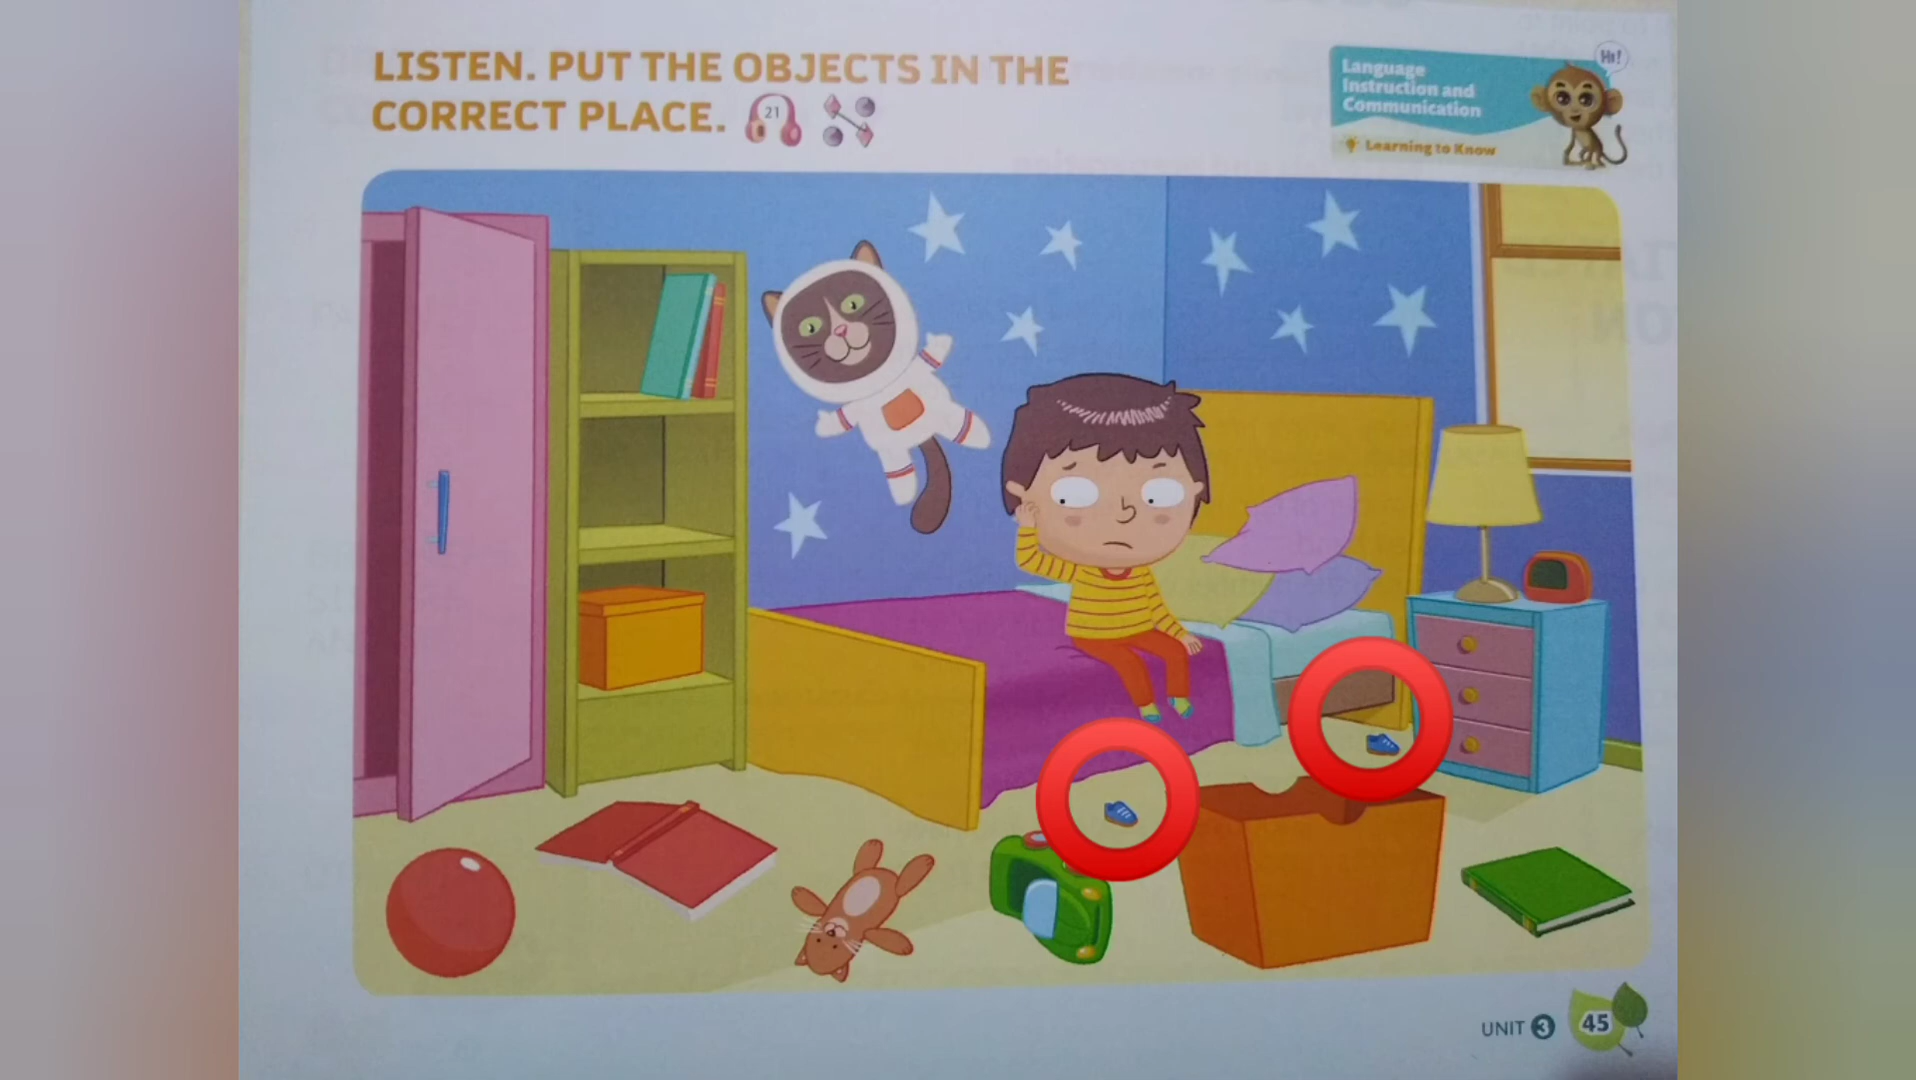 LISTEN. PUT THE OBJECTS IN THE
CORRECT PLACE.
21
Language
Instruction and
Communication
Learning to Know
Hi!
UNIT 3
45